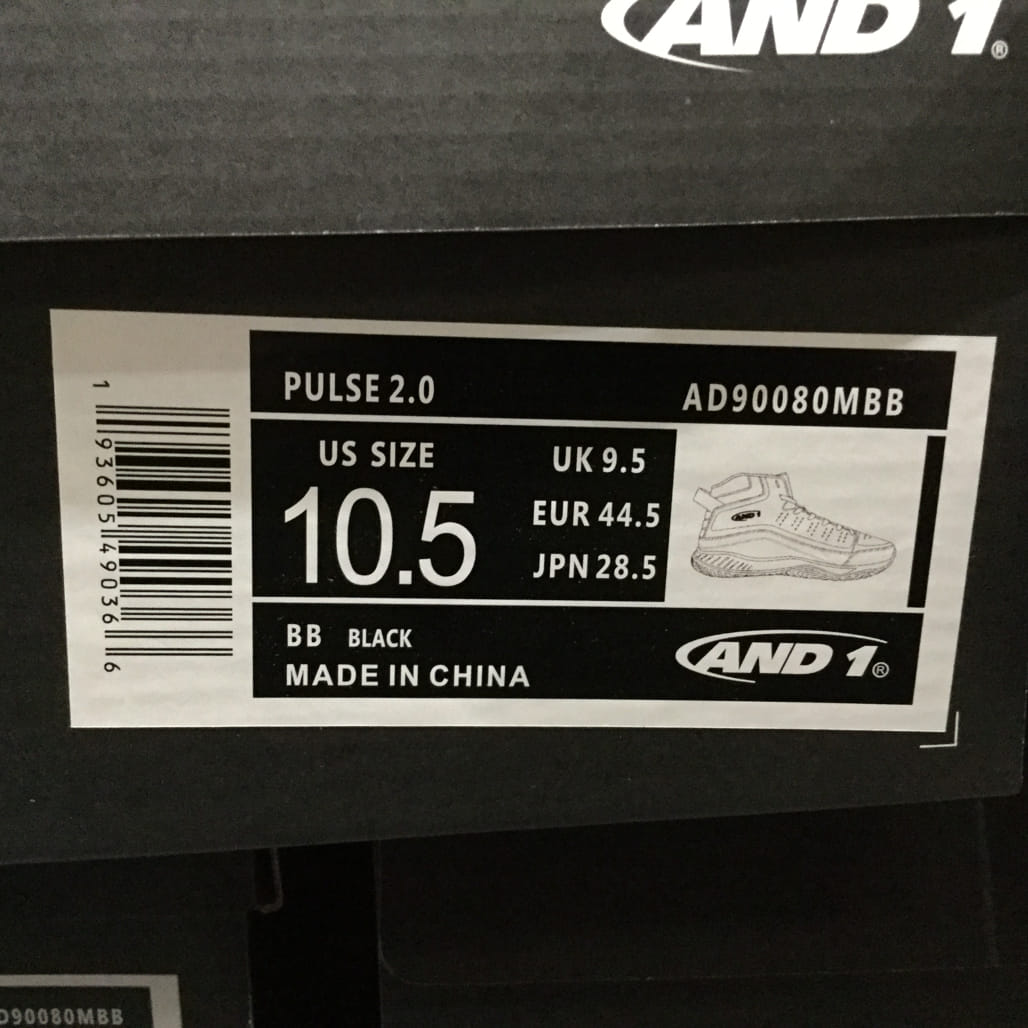 AND 1®
PULSE 2.0 AD90080MBB
US SIZE
10.5
UK 9.5
EUR 44.5
JPN 28.5
AND1
BB BLACK
MADE IN CHINA
AND 1®
1 93605 49036 6
D90080MBB